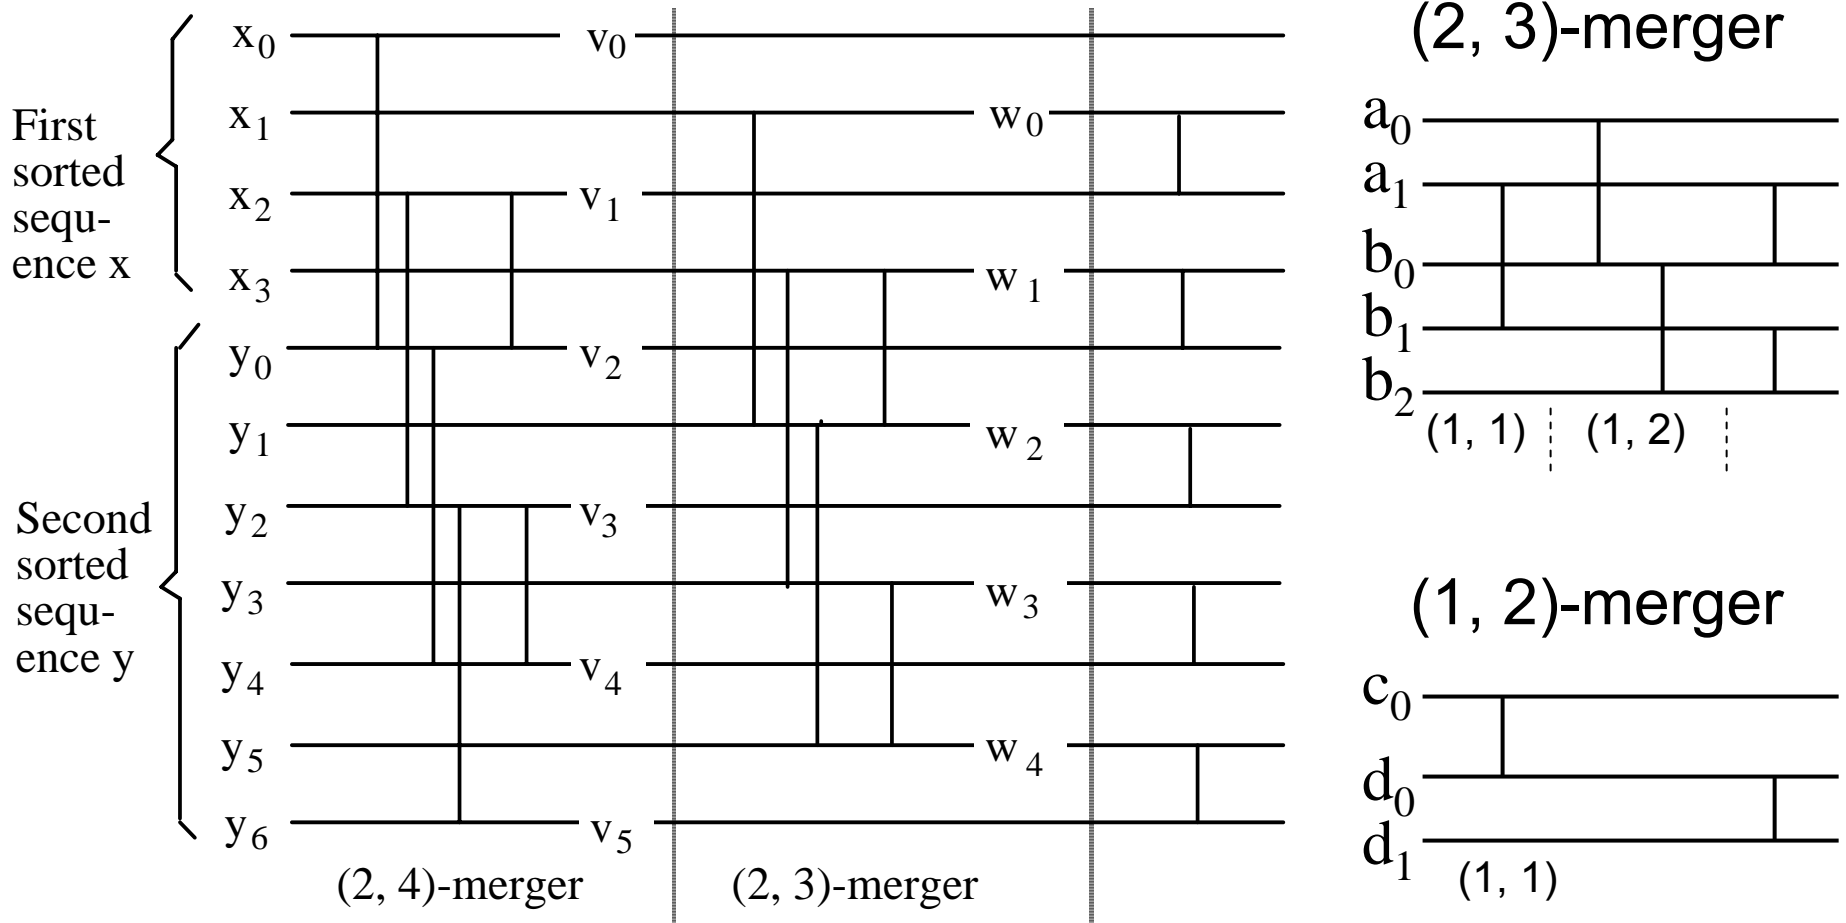 First
sorted
sequ-
ence x
Second
sorted
sequ-
ence y
x0 v0
x1 w0
x2 v1
x3 w1
y0 v2
y1 w2
y2 v3
y3 w3
y4 v4
y5 w4
y6 v5
(2, 4)-merger (2, 3)-merger
(2, 3)-merger
a0
a1
b0
b1
b2
(1, 1) (1, 2)
(1, 2)-merger
c0
d0
d1
(1, 1)